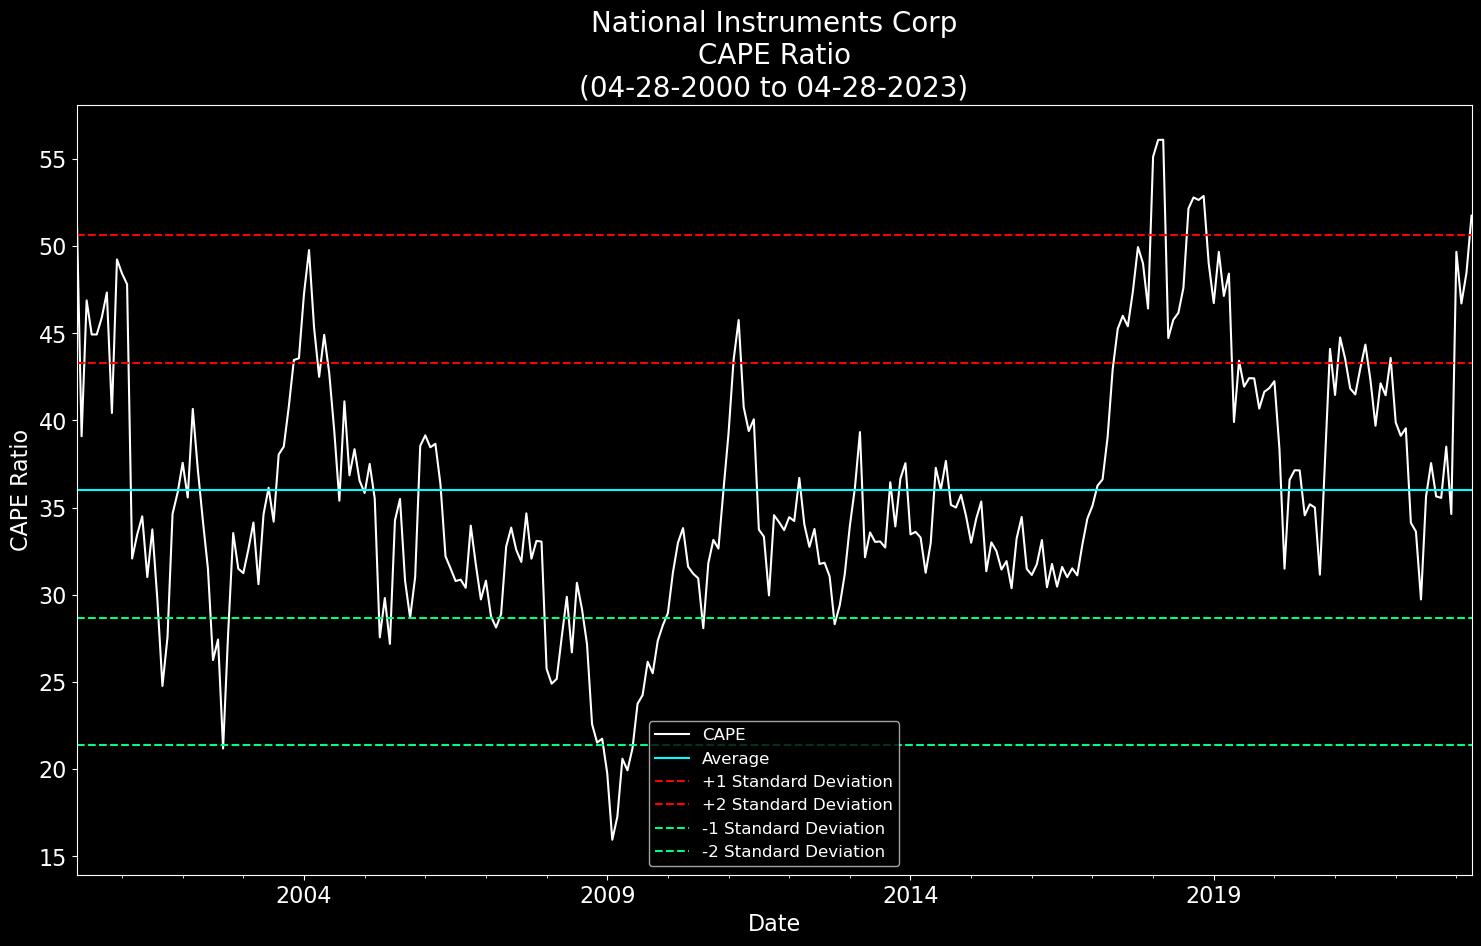 National Instruments Corp
CAPE Ratio
(04-28-2000 to 04-28-2023)
CAPE Ratio
55
50
45
40
35
30
25
20
15
CAPE
Average
+1 Standard Deviation
+2 Standard Deviation
-1 Standard Deviation
-2 Standard Deviation
2004 2009 2014 2019
Date